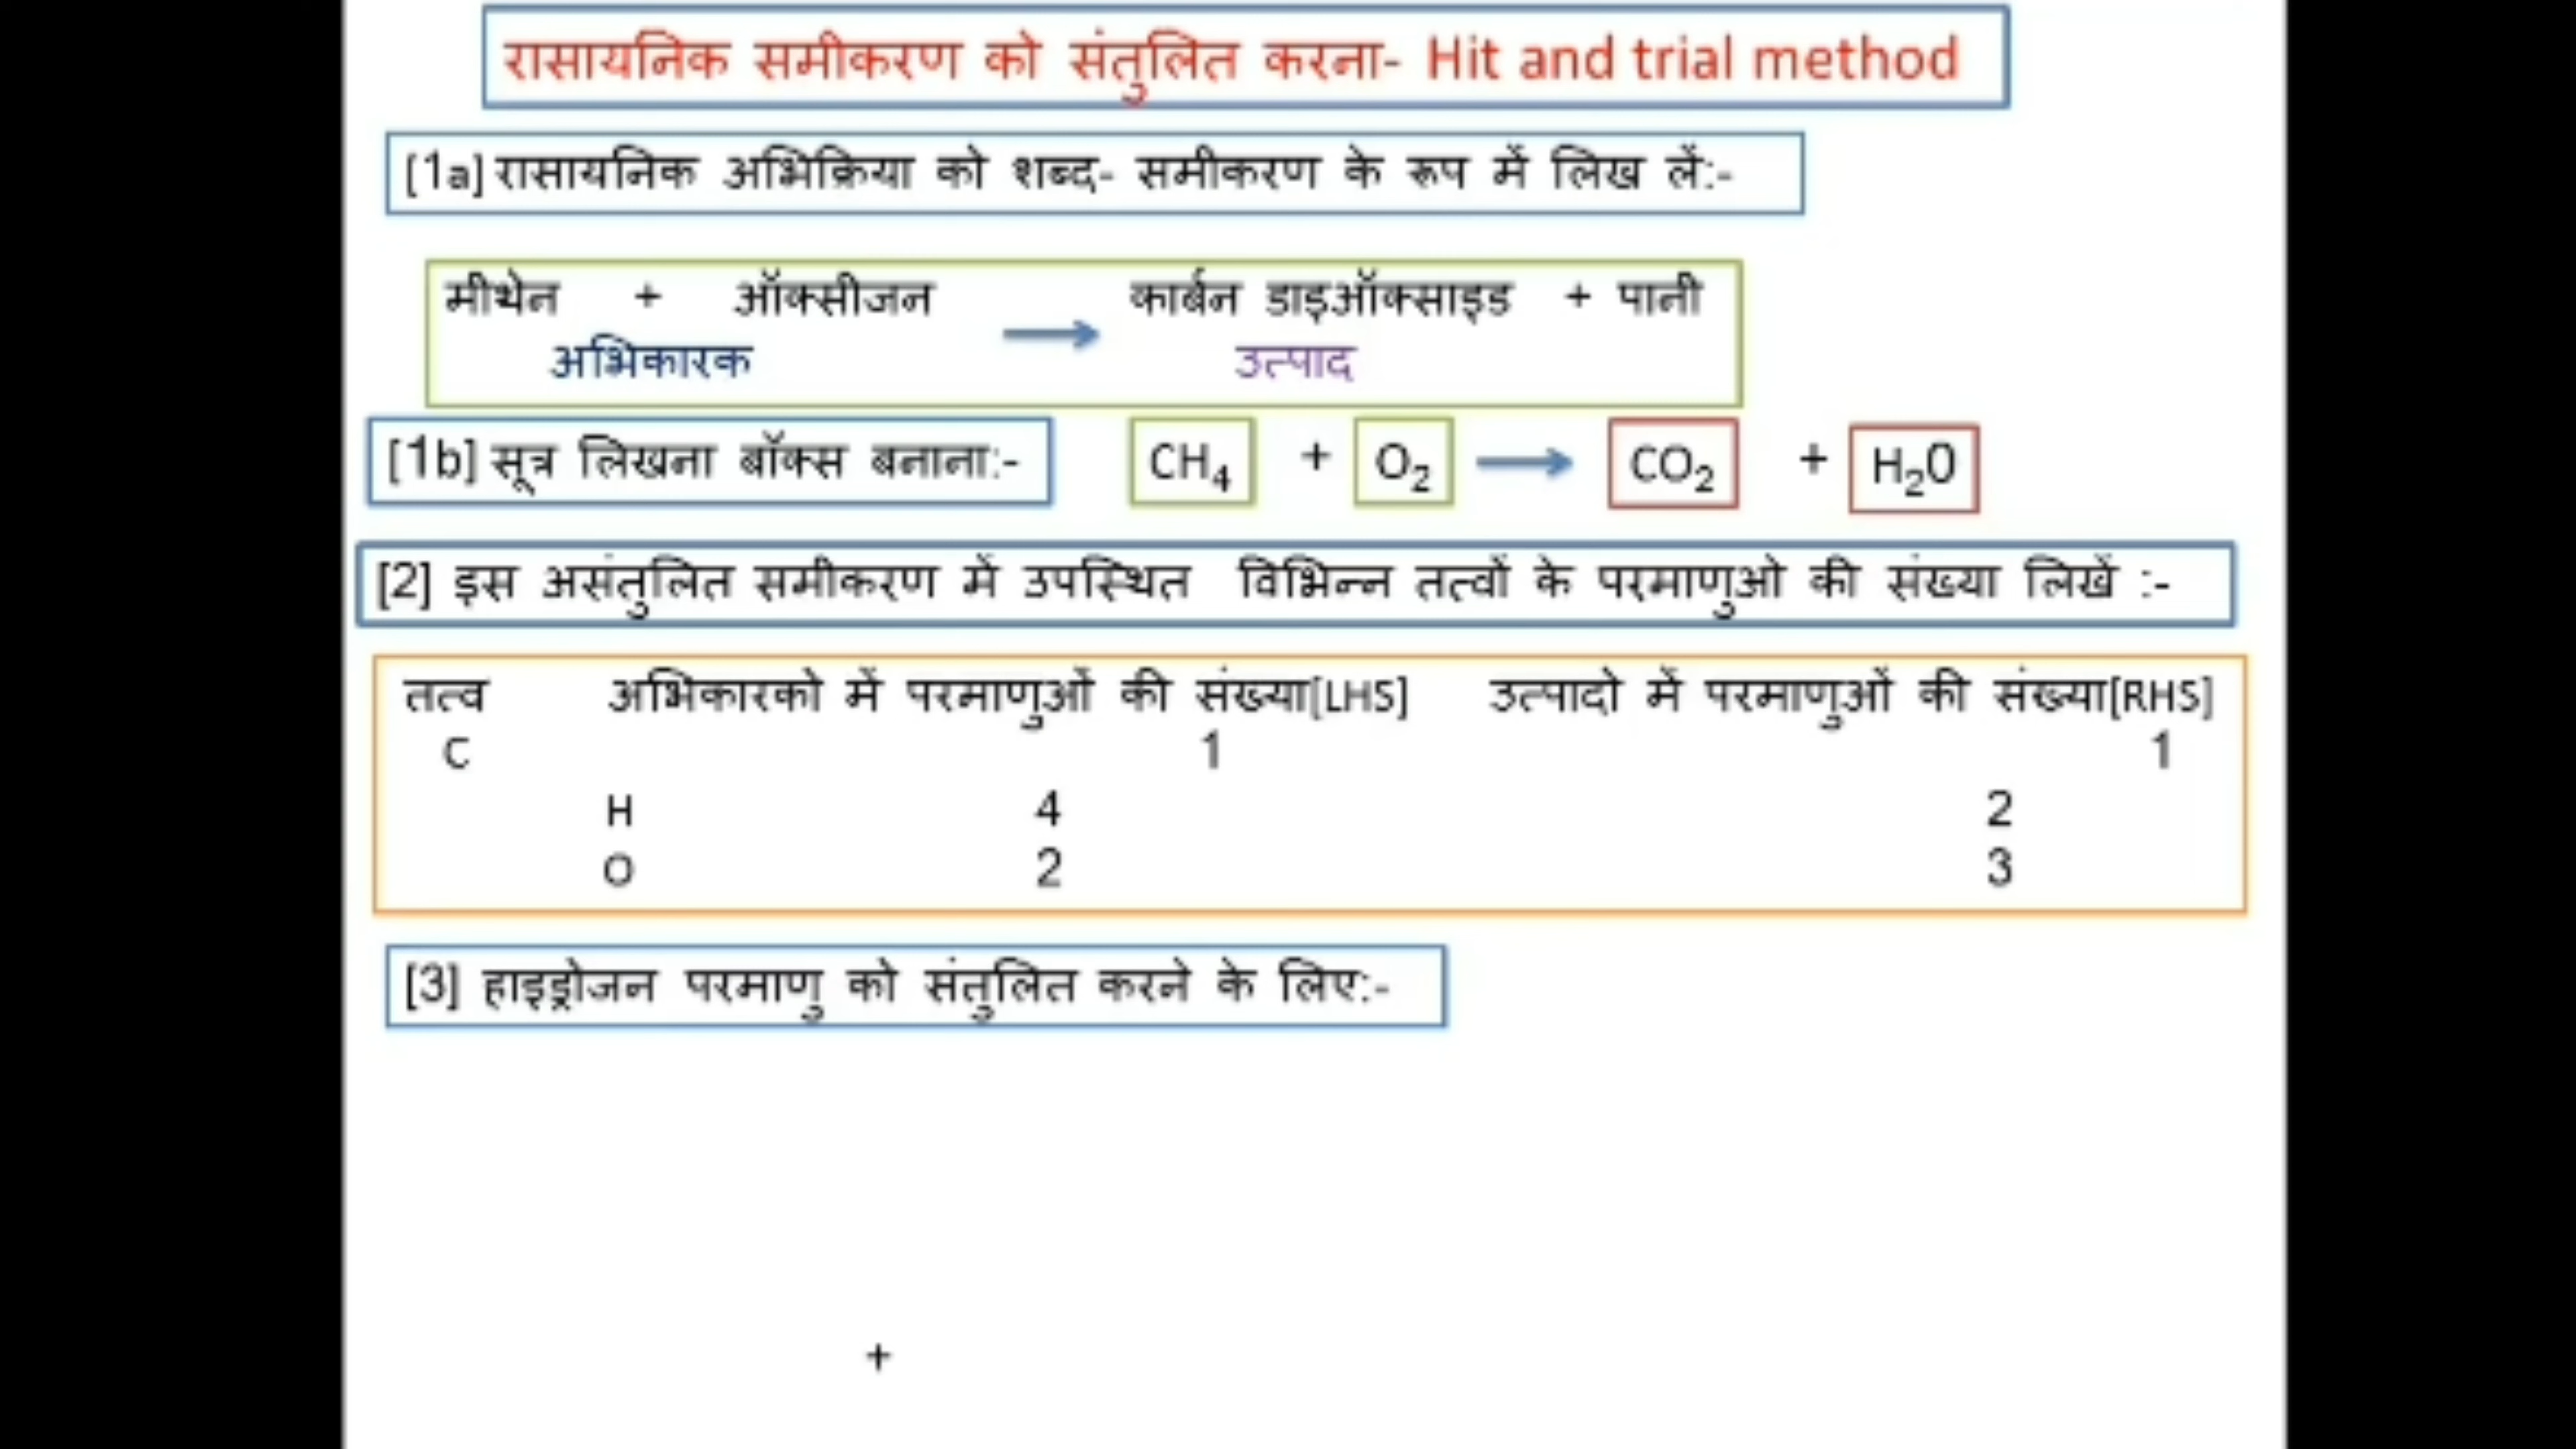 रासायनिक समीकरण को संतुलित करना- Hit and trial method
[1a] रासायनिक अभिक्रिया को शब्द- समीकरण के रूप में लिख लें:-
मीथेन + ऑक्सीजन → कार्बन डाइऑक्साइड + पानी
अभिकारक उत्पाद
[1b] सूत्र लिखना बॉक्स बनाना:- CH₄ + O₂ → CO₂ + H₂O
[2] इस असंतुलित समीकरण में उपस्थित विभिन्न तत्वों के परमाणुओ की संख्या लिखें :-
तत्व अभिकारको में परमाणुओं की संख्या[LHS] उत्पादो में परमाणुओं की संख्या[RHS]
C 1 1
H 4 2
O 2 3
[3] हाइड्रोजन परमाणु को संतुलित करने के लिए:-
+